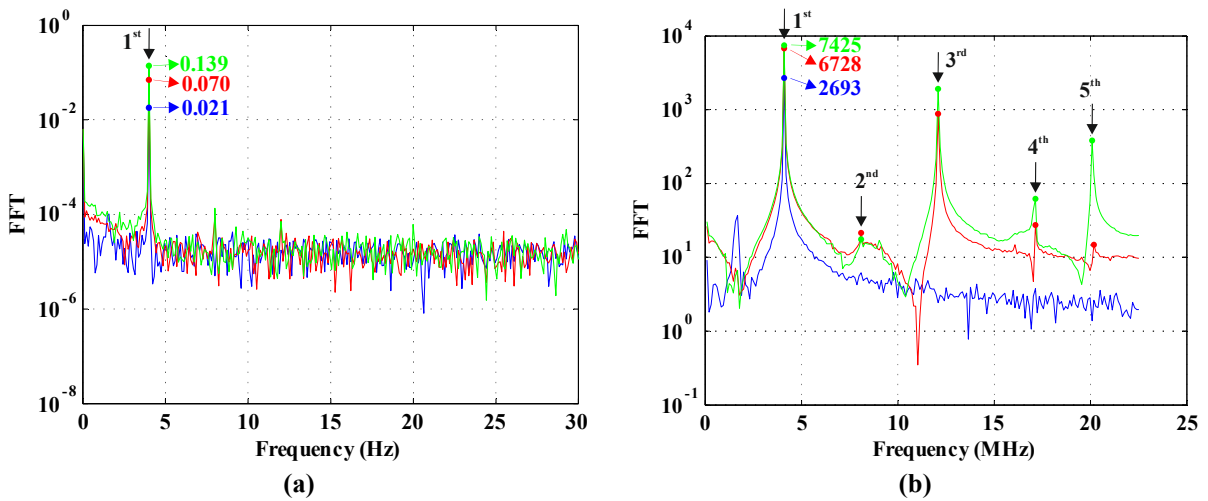 10⁰
10⁻²
10⁻⁴
10⁻⁶
10⁻⁸
FFT
1ˢᵗ
0.139
0.070
0.021
0 5 10 15 20 25 30
Frequency (Hz)
(a)
10⁴
10³
10²
10¹
10⁰
10⁻¹
FFT
1ˢᵗ
7425
6728
2693
2ⁿᵈ
3ʳᵈ
4ᵗʰ
5ᵗʰ
0 5 10 15 20 25
Frequency (MHz)
(b)